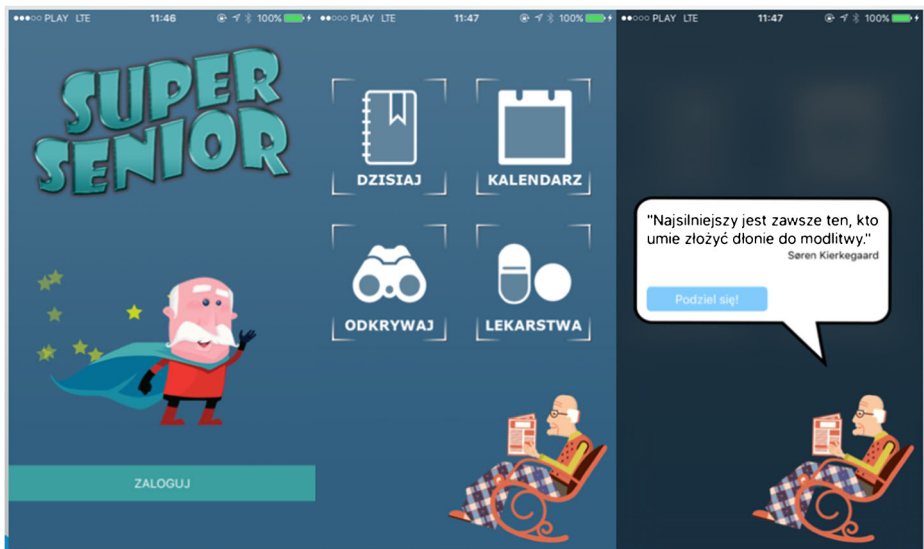 PLAY LTE 11:46 100%
SUPER
SENIOR
ZALOGUJ
PLAY LTE 11:47 100%
DZISIAJ
KALENDARZ
ODKRYWAJ
LEKARSTWA
PLAY LTE 11:47 100%
"Najsilniejszy jest zawsze ten, kto
umie złożyć dłonie do modlitwy."
Søren Kierkegaard
Podziel się!